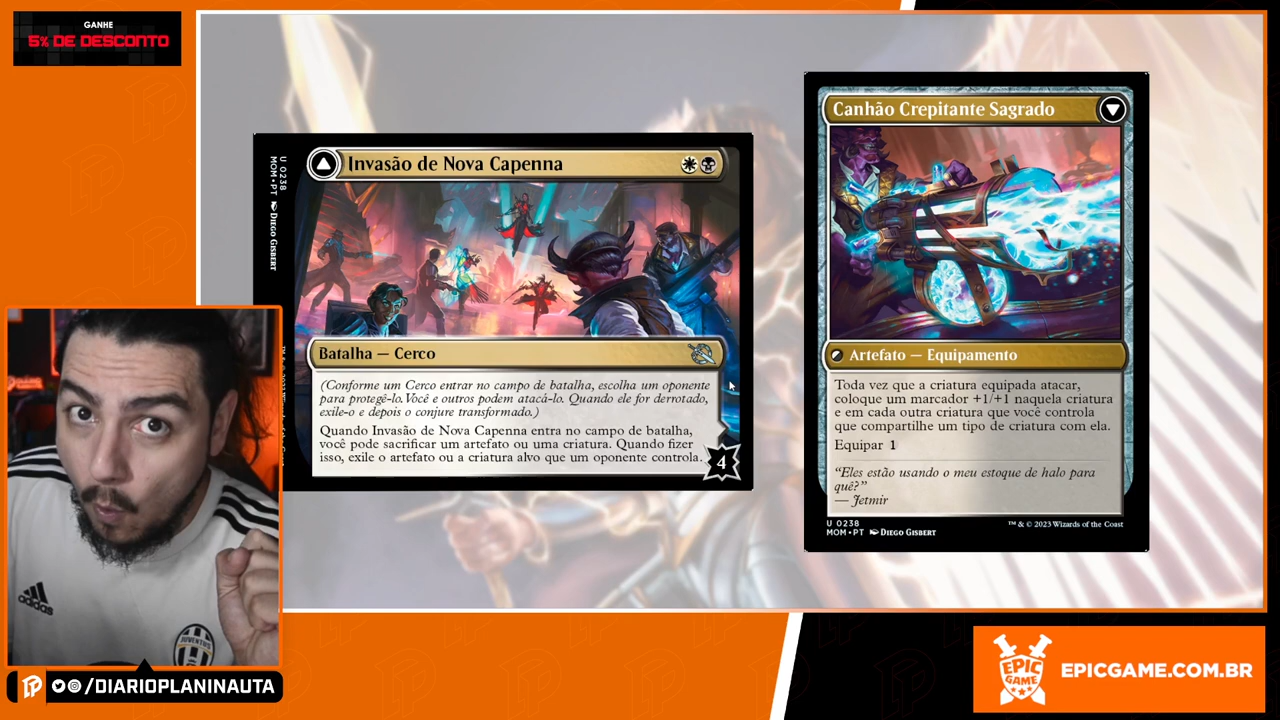 GANHE
5% DE DESCONTO
Invasão de Nova Capenna
U 0238
MOM • PT DIEGO GISBERT
Batalha — Cerco
(Conforme um Cerco entrar no campo de batalha, escolha um oponente
para protegê-lo. Você e outros podem atacá-lo. Quando ele for derrotado,
exile-o e depois o conjure transformado.)
Quando Invasão de Nova Capenna entra no campo de batalha,
você pode sacrificar um artefato ou uma criatura. Quando fizer
isso, exile o artefato ou a criatura alvo que um oponente controla.
4
Canhão Crepitante Sagrado
Artefato — Equipamento
Toda vez que a criatura equipada atacar,
coloque um marcador +1/+1 naquela criatura
e em cada outra criatura que você controla
que compartilhe um tipo de criatura com ela.
Equipar 1
“Eles estão usando o meu estoque de halo para
quê?”
— Jetmir
U 0238
MOM • PT DIEGO GISBERT
™ & © 2023 Wizards of the Coast
adidas
JUVENTUS
/DIARIOPLANINAUTA
EPIC
GAME
EPICGAME.COM.BR